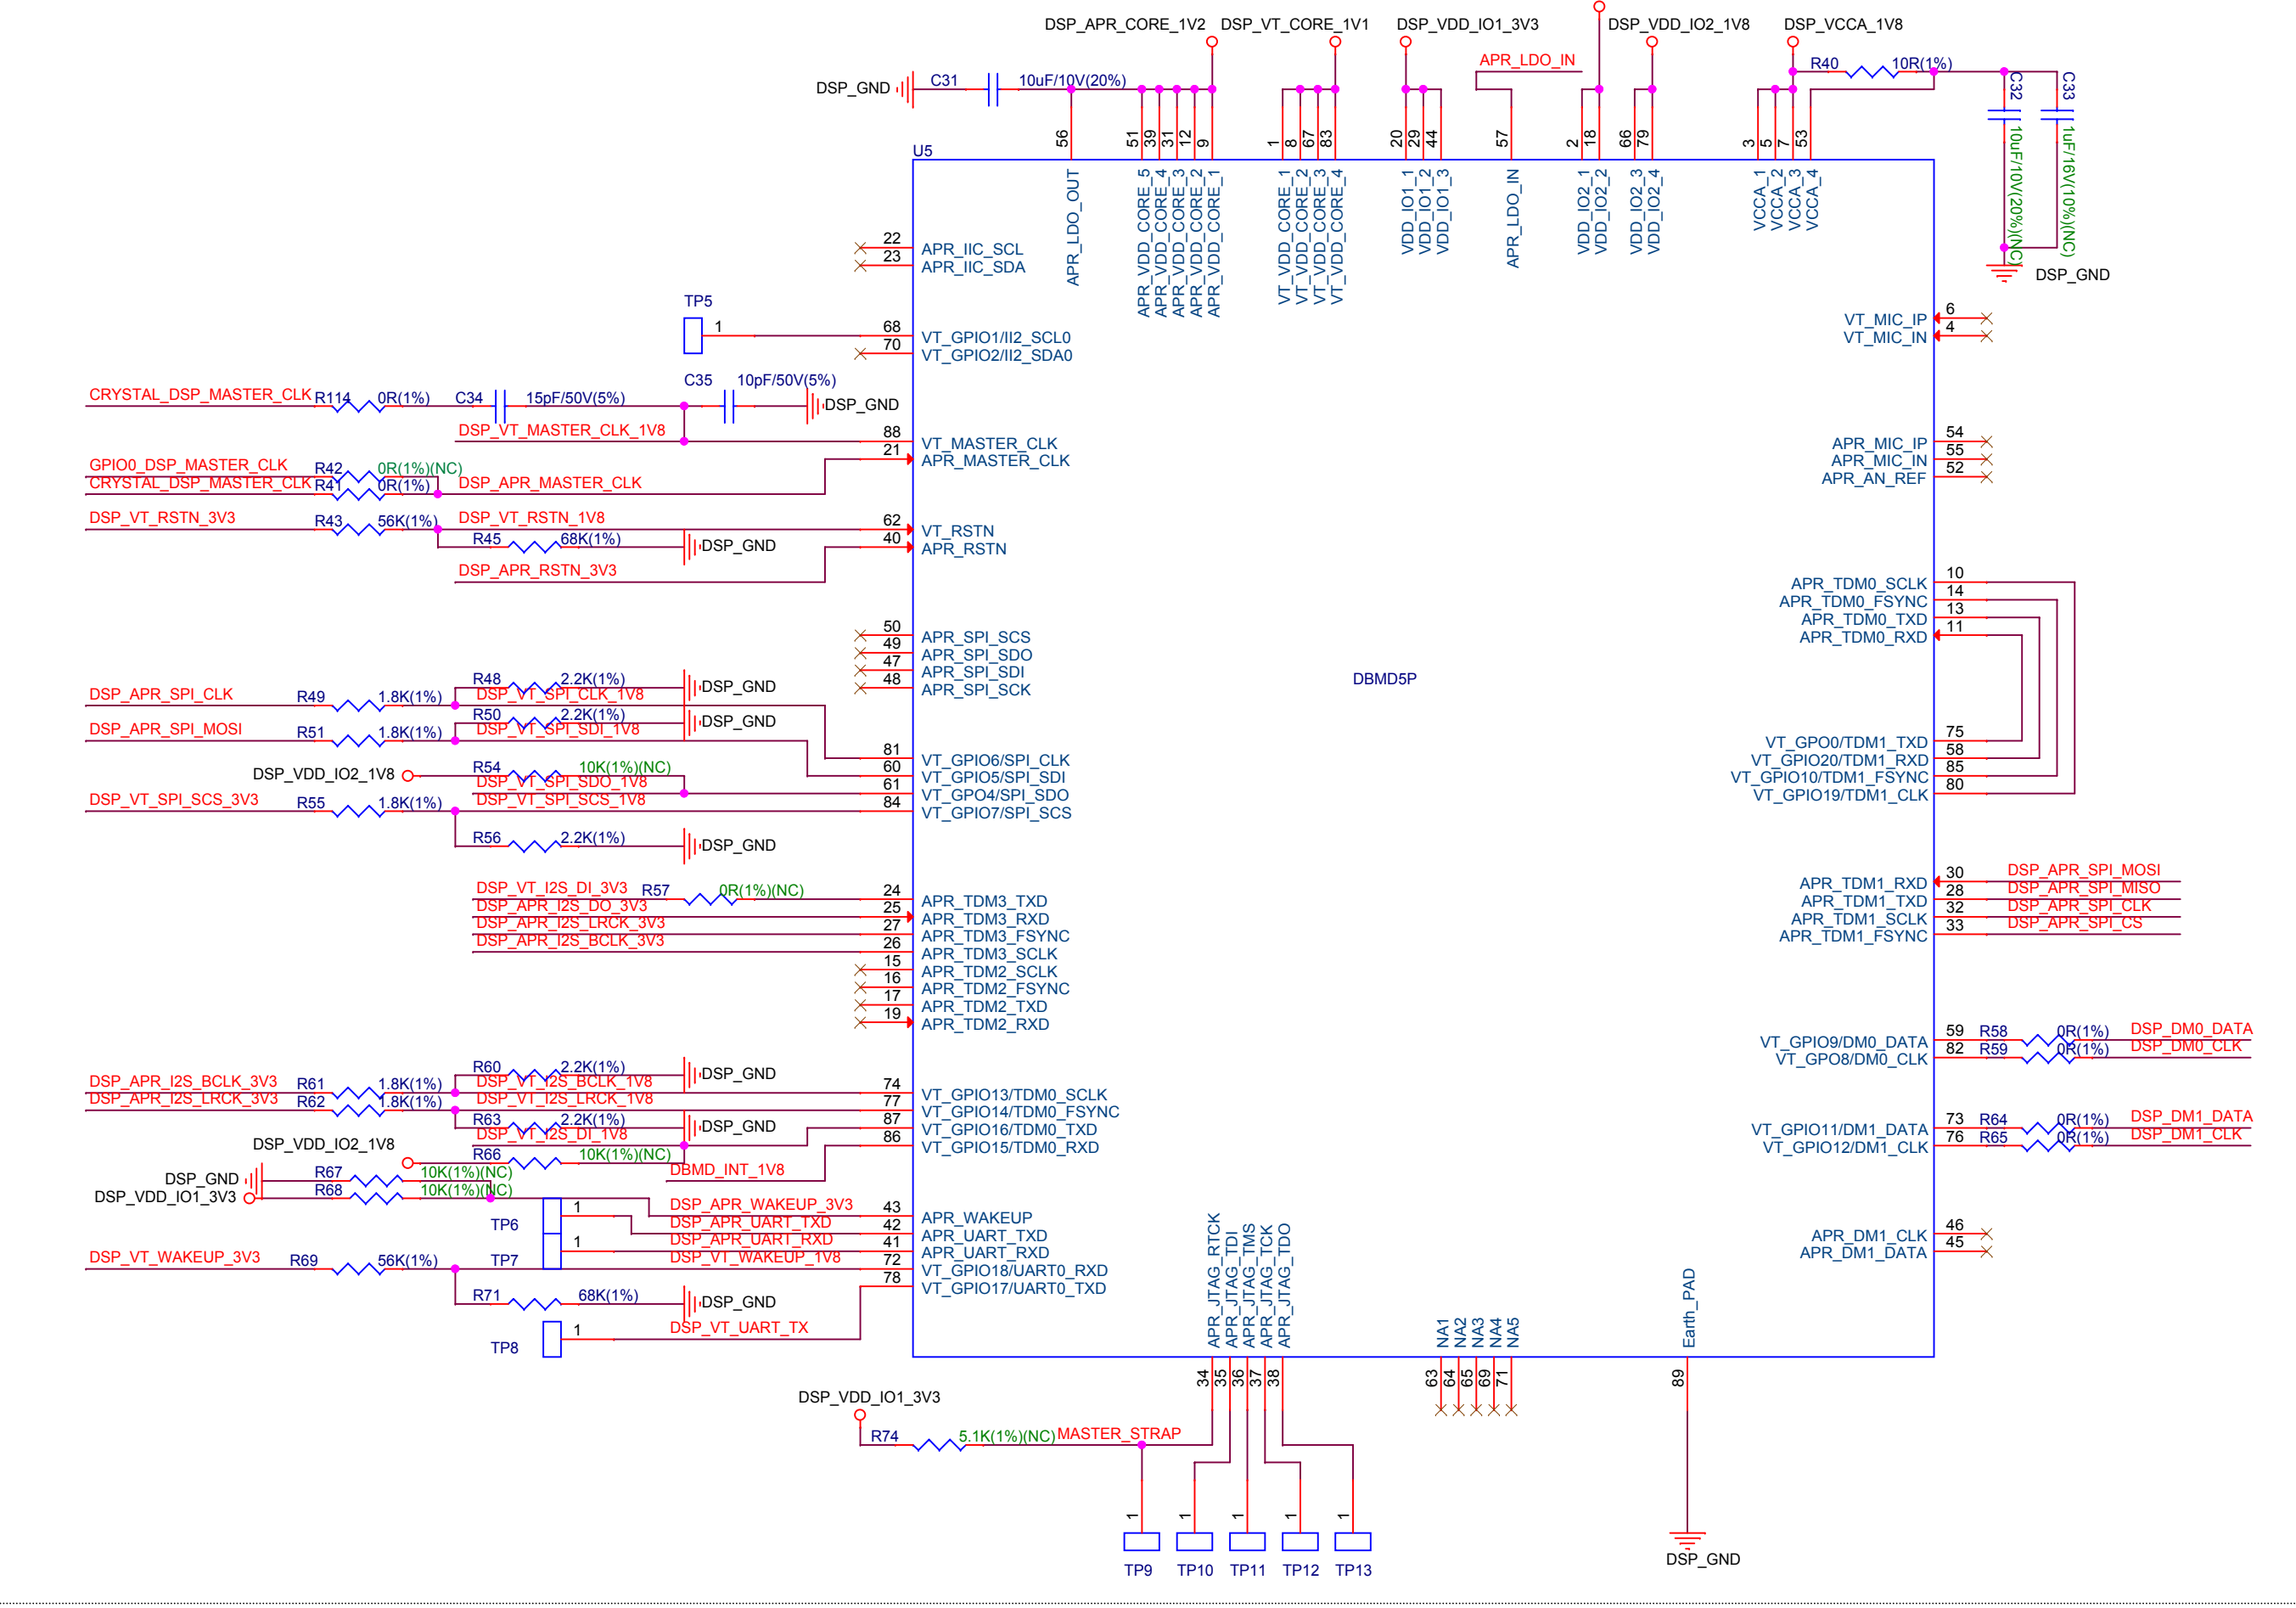 DSP_APR_CORE_1V2 DSP_VT_CORE_1V1 DSP_VDD_IO1_3V3 DSP_VDD_IO2_1V8 DSP_VCCA_1V8
APR_LDO_IN R40 10R(1%)
DSP_GND C31 10uF/10V(20%)
C32 10uF/10V(20%)(NC)
C33 1uF/16V(10%)(NC)
DSP_GND
56 51 39 31 12 9 1 8 67 83 20 29 44 57 2 18 66 79 3 5 7 53
U5
APR_LDO_OUT
APR_VDD_CORE_5
APR_VDD_CORE_4
APR_VDD_CORE_3
APR_VDD_CORE_2
APR_VDD_CORE_1
VT_VDD_CORE_1
VT_VDD_CORE_2
VT_VDD_CORE_3
VT_VDD_CORE_4
VDD_IO1_1
VDD_IO1_2
VDD_IO1_3
APR_LDO_IN
VDD_IO2_1
VDD_IO2_2
VDD_IO2_3
VDD_IO2_4
VCCA_1
VCCA_2
VCCA_3
VCCA_4
22 APR_IIC_SCL
23 APR_IIC_SDA
TP5 1
68 VT_GPIO1/II2_SCL0
70 VT_GPIO2/II2_SDA0
CRYSTAL_DSP_MASTER_CLK R114 0R(1%) C34 15pF/50V(5%) C35 10pF/50V(5%) DSP_GND
DSP_VT_MASTER_CLK_1V8 88 VT_MASTER_CLK
21 APR_MASTER_CLK
GPIO0_DSP_MASTER_CLK R42 0R(1%)(NC)
CRYSTAL_DSP_MASTER_CLK R41 0R(1%) DSP_APR_MASTER_CLK
DSP_VT_RSTN_3V3 R43 56K(1%) DSP_VT_RSTN_1V8 62 VT_RSTN
R45 68K(1%) DSP_GND 40 APR_RSTN
DSP_APR_RSTN_3V3
50 APR_SPI_SCS
49 APR_SPI_SDO
47 APR_SPI_SDI
48 APR_SPI_SCK
R48 2.2K(1%) DSP_GND
DSP_APR_SPI_CLK R49 1.8K(1%) DSP_VT_SPI_CLK_1V8
R50 2.2K(1%) DSP_GND
DSP_APR_SPI_MOSI R51 1.8K(1%) DSP_VT_SPI_SDI_1V8
81 VT_GPIO6/SPI_CLK
60 VT_GPIO5/SPI_SDI
DSP_VDD_IO2_1V8 R54 10K(1%)(NC)
DSP_VT_SPI_SDO_1V8 61 VT_GPO4/SPI_SDO
DSP_VT_SPI_SCS_3V3 R55 1.8K(1%) DSP_VT_SPI_SCS_1V8 84 VT_GPIO7/SPI_SCS
R56 2.2K(1%) DSP_GND
DSP_VT_I2S_DI_3V3 R57 0R(1%)(NC) 24 APR_TDM3_TXD
DSP_APR_I2S_DO_3V3 25 APR_TDM3_RXD
DSP_APR_I2S_LRCK_3V3 27 APR_TDM3_FSYNC
DSP_APR_I2S_BCLK_3V3 26 APR_TDM3_SCLK
15 APR_TDM2_SCLK
16 APR_TDM2_FSYNC
17 APR_TDM2_TXD
19 APR_TDM2_RXD
R60 2.2K(1%) DSP_GND
DSP_APR_I2S_BCLK_3V3 R61 1.8K(1%) DSP_VT_I2S_BCLK_1V8 74 VT_GPIO13/TDM0_SCLK
DSP_APR_I2S_LRCK_3V3 R62 1.8K(1%) DSP_VT_I2S_LRCK_1V8 77 VT_GPIO14/TDM0_FSYNC
R63 2.2K(1%) DSP_GND 87 VT_GPIO16/TDM0_TXD
DSP_VT_I2S_DI_1V8 86 VT_GPIO15/TDM0_RXD
DSP_VDD_IO2_1V8 R66 10K(1%)(NC)
DBMD_INT_1V8
DSP_GND R67 10K(1%)(NC)
DSP_VDD_IO1_3V3 R68 10K(1%)(NC)
TP6 1 DSP_APR_WAKEUP_3V3 43 APR_WAKEUP
DSP_APR_UART_TXD 42 APR_UART_TXD
TP7 1 DSP_APR_UART_RXD 41 APR_UART_RXD
DSP_VT_WAKEUP_3V3 R69 56K(1%) DSP_VT_WAKEUP_1V8 72 VT_GPIO18/UART0_RXD
78 VT_GPIO17/UART0_TXD
R71 68K(1%) DSP_GND
TP8 1 DSP_VT_UART_TX
DBMD5P
VT_MIC_IP 6
VT_MIC_IN 4
APR_MIC_IP 54
APR_MIC_IN 55
APR_AN_REF 52
APR_TDM0_SCLK 10
APR_TDM0_FSYNC 14
APR_TDM0_TXD 13
APR_TDM0_RXD 11
VT_GPO0/TDM1_TXD 75
VT_GPIO20/TDM1_RXD 58
VT_GPIO10/TDM1_FSYNC 85
VT_GPIO19/TDM1_CLK 80
APR_TDM1_RXD 30 DSP_APR_SPI_MOSI
APR_TDM1_TXD 28 DSP_APR_SPI_MISO
APR_TDM1_SCLK 32 DSP_APR_SPI_CLK
APR_TDM1_FSYNC 33 DSP_APR_SPI_CS
VT_GPIO9/DM0_DATA 59 R58 0R(1%) DSP_DM0_DATA
VT_GPO8/DM0_CLK 82 R59 0R(1%) DSP_DM0_CLK
VT_GPIO11/DM1_DATA 73 R64 0R(1%) DSP_DM1_DATA
VT_GPIO12/DM1_CLK 76 R65 0R(1%) DSP_DM1_CLK
APR_DM1_CLK 46
APR_DM1_DATA 45
APR_JTAG_RTCK
APR_JTAG_TDI
APR_JTAG_TMS
APR_JTAG_TCK
APR_JTAG_TDO
NA1
NA2
NA3
NA4
NA5
Earth_PAD
34 35 36 37 38 63 64 65 69 71 89
DSP_VDD_IO1_3V3
R74 5.1K(1%)(NC) MASTER_STRAP
1 1 1 1 1
TP9 TP10 TP11 TP12 TP13
DSP_GND